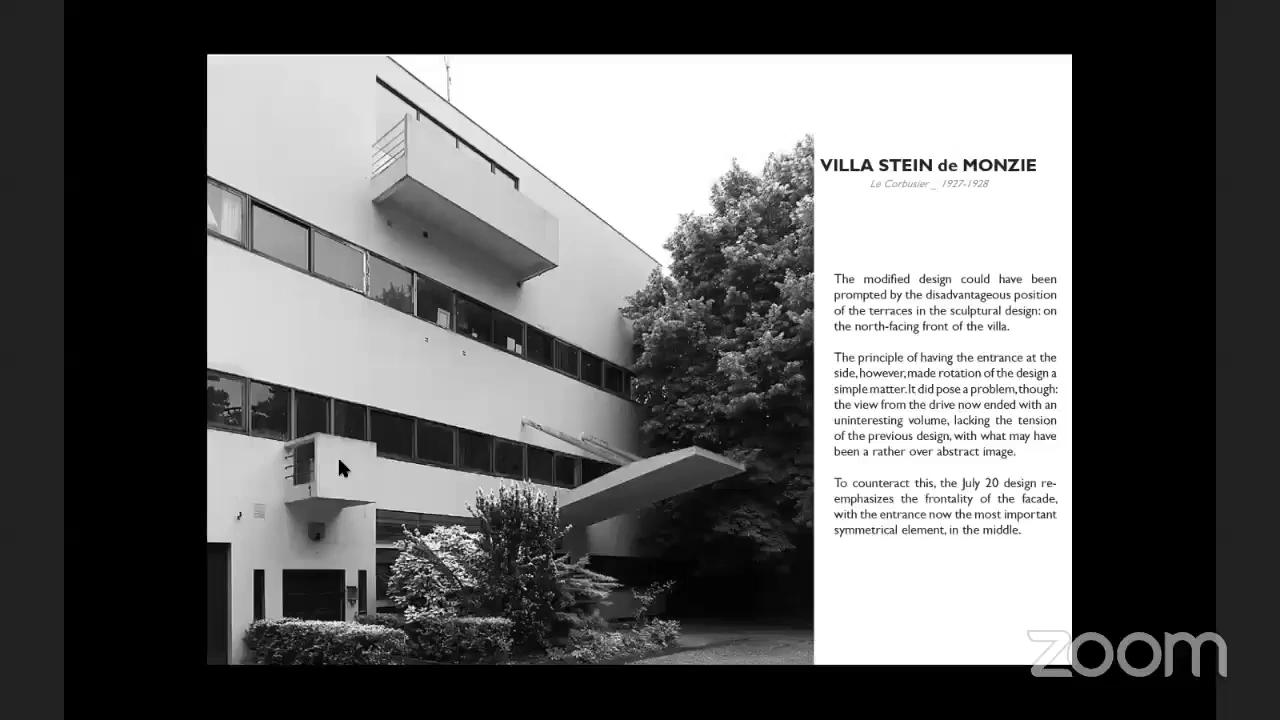 VILLA STEIN de MONZIE
Le Corbusier _ 1927-1928
The modified design could have been
prompted by the disadvantageous position
of the terraces in the sculptural design: on
the north-facing front of the villa.
The principle of having the entrance at the
side, however, made rotation of the design a
simple matter. It did pose a problem, though:
the view from the drive now ended with an
uninteresting volume, lacking the tension
of the previous design, with what may have
been a rather over abstract image.
To counteract this, the July 20 design re-
emphasizes the frontality of the facade,
with the entrance now the most important
symmetrical element, in the middle.
zoom